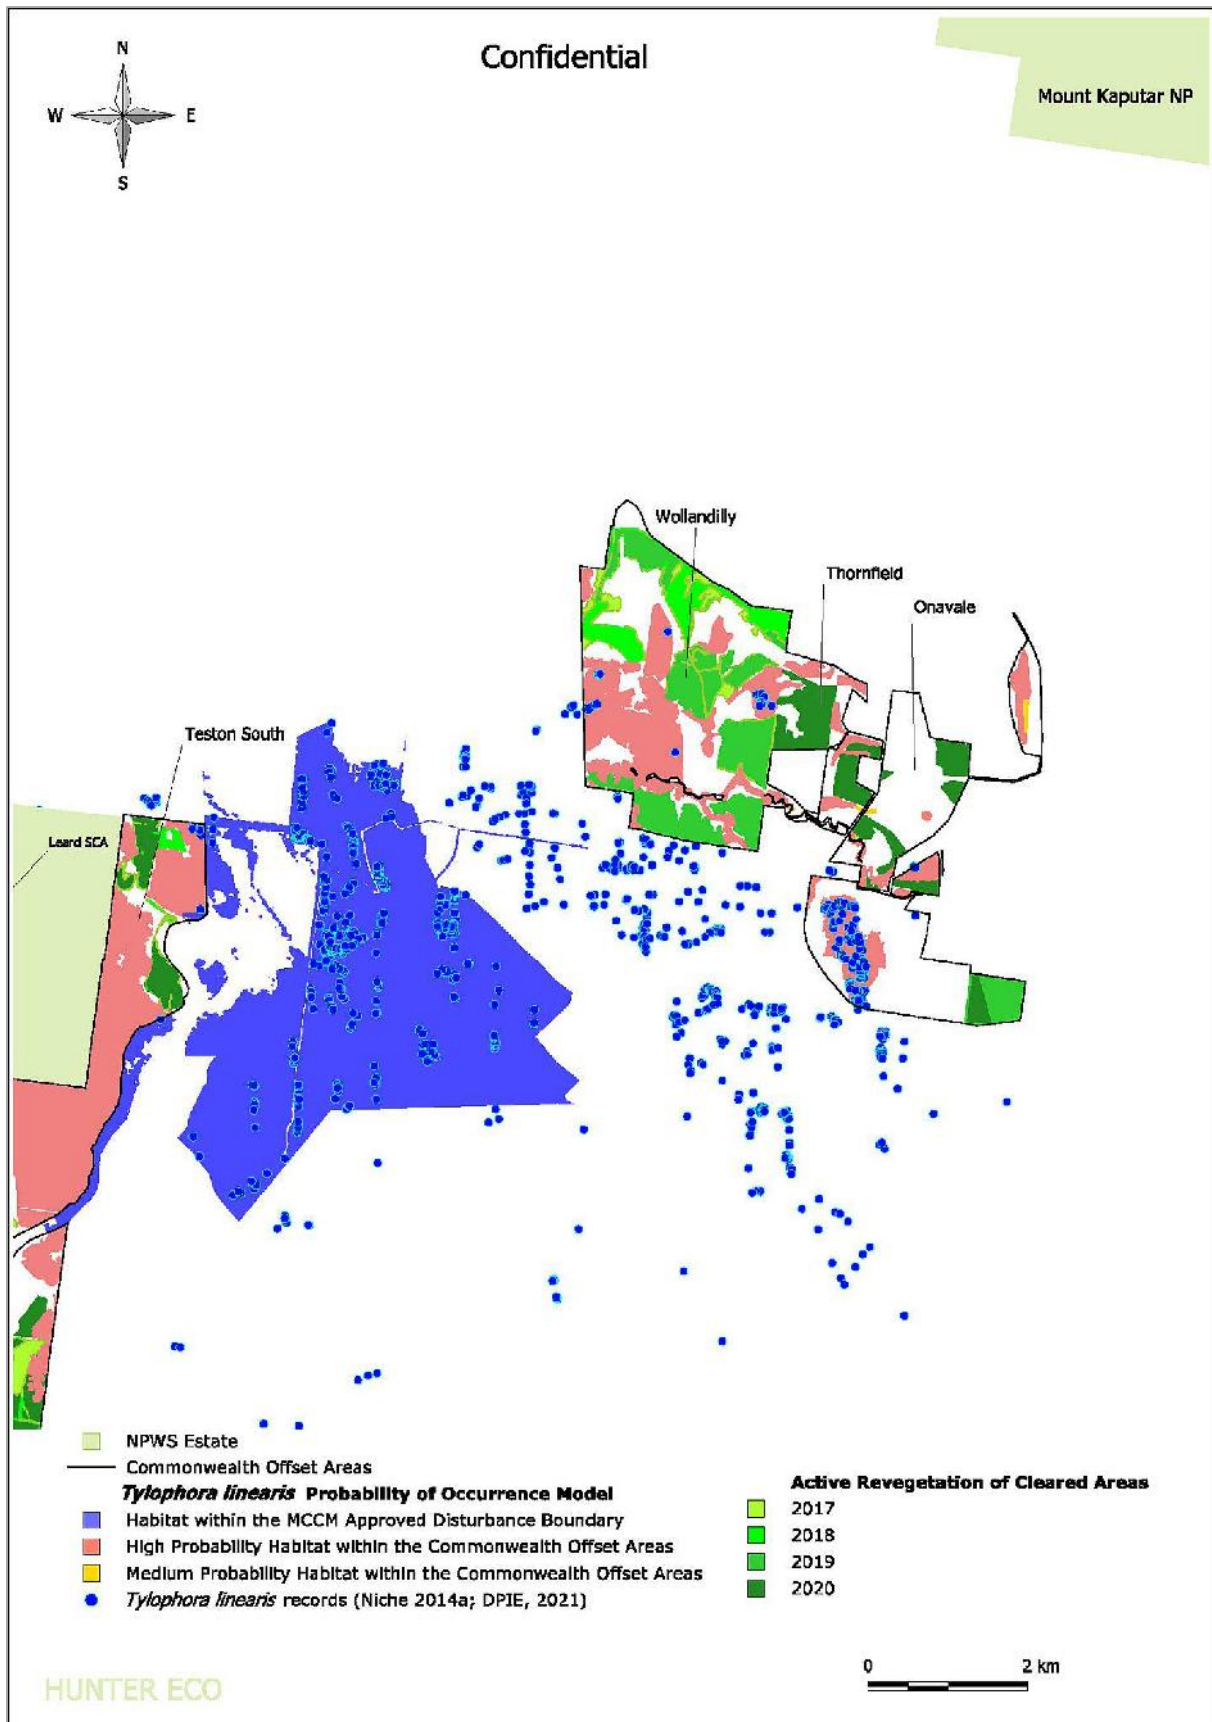 Confidential
N
W E
S
Mount Kaputar NP
Wollandilly
Thornfield
Onavale
Teston South
Leard SCA
NPWS Estate
Commonwealth Offset Areas
Tylophora linearis Probability of Occurrence Model
Habitat within the MCCM Approved Disturbance Boundary
High Probability Habitat within the Commonwealth Offset Areas
Medium Probability Habitat within the Commonwealth Offset Areas
Tylophora linearis records (Niche 2014a; DPIE, 2021)
Active Revegetation of Cleared Areas
2017
2018
2019
2020
0 2 km
HUNTER ECO